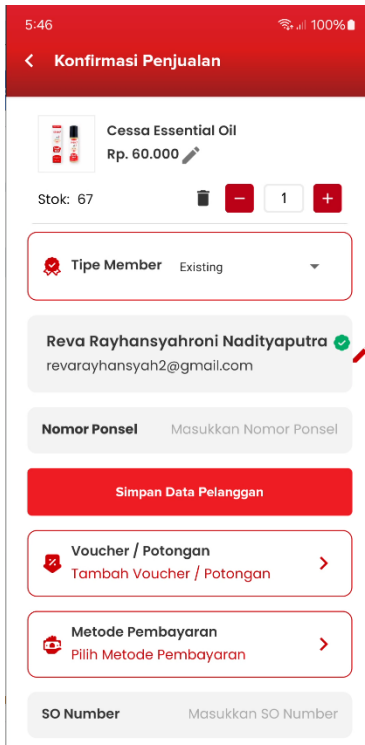 5:46
100%
Konfirmasi Penjualan
Cessa Essential Oil
Rp. 60.000
Stok: 67
1
Tipe Member
Existing
Reva Rayhansyahroni Nadityaputra
revarayhansyah2@gmail.com
Nomor Ponsel
Masukkan Nomor Ponsel
Simpan Data Pelanggan
Voucher / Potongan
Tambah Voucher / Potongan
Metode Pembayaran
Pilih Metode Pembayaran
SO Number
Masukkan SO Number